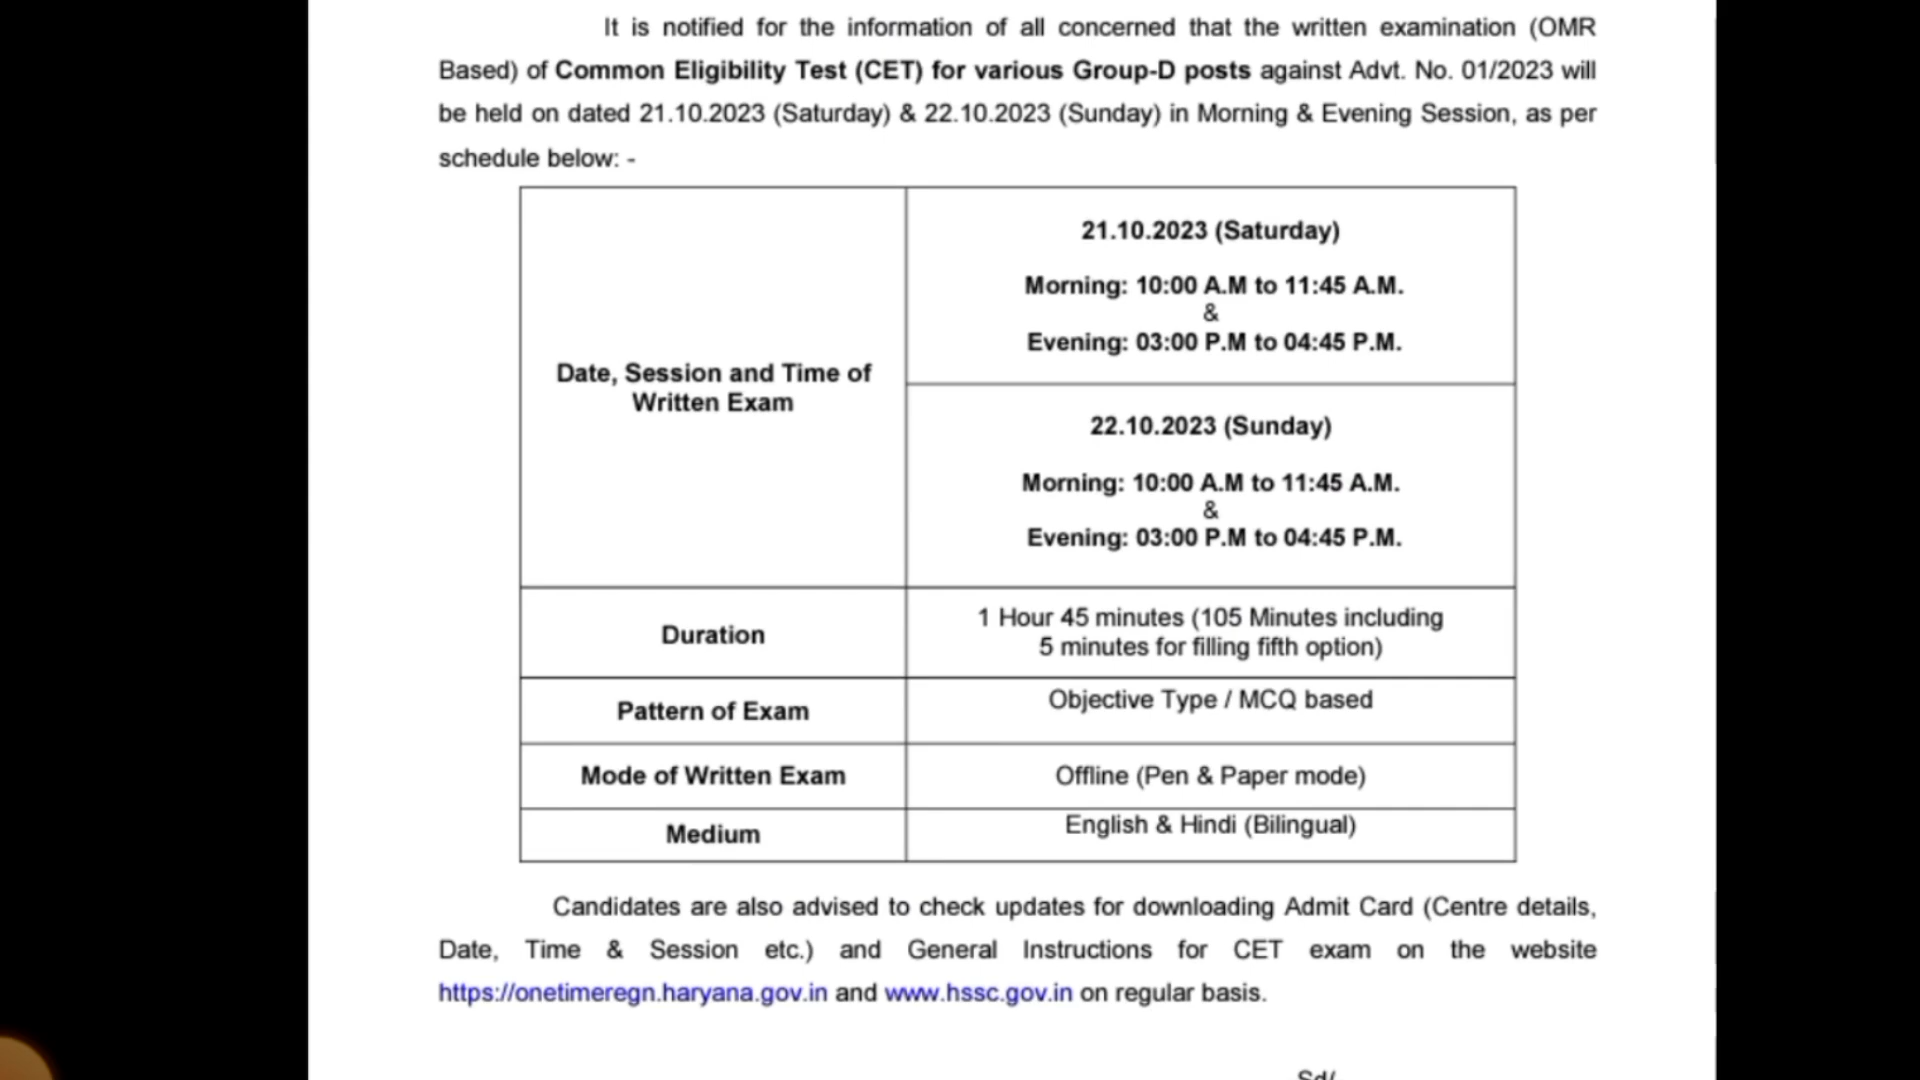 It is notified for the information of all concerned that the written examination (OMR
Based) of Common Eligibility Test (CET) for various Group-D posts against Advt. No. 01/2023 will
be held on dated 21.10.2023 (Saturday) & 22.10.2023 (Sunday) in Morning & Evening Session, as per
schedule below: -
Date, Session and Time of
Written Exam
21.10.2023 (Saturday)
Morning: 10:00 A.M to 11:45 A.M.
&
Evening: 03:00 P.M to 04:45 P.M.
22.10.2023 (Sunday)
Morning: 10:00 A.M to 11:45 A.M.
&
Evening: 03:00 P.M to 04:45 P.M.
Duration
1 Hour 45 minutes (105 Minutes including
5 minutes for filling fifth option)
Pattern of Exam
Objective Type / MCQ based
Mode of Written Exam
Offline (Pen & Paper mode)
Medium
English & Hindi (Bilingual)
Candidates are also advised to check updates for downloading Admit Card (Centre details,
Date, Time & Session etc.) and General Instructions for CET exam on the website
https://onetimeregn.haryana.gov.in and www.hssc.gov.in on regular basis.
Sd/